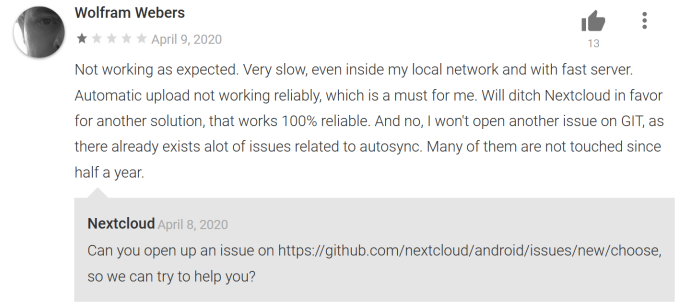 Wolfram Webers
April 9, 2020
13
Not working as expected. Very slow, even inside my local network and with fast server.
Automatic upload not working reliably, which is a must for me. Will ditch Nextcloud in favor
for another solution, that works 100% reliable. And no, I won't open another issue on GIT, as
there already exists alot of issues related to autosync. Many of them are not touched since
half a year.
Nextcloud April 8, 2020
Can you open up an issue on https://github.com/nextcloud/android/issues/new/choose,
so we can try to help you?